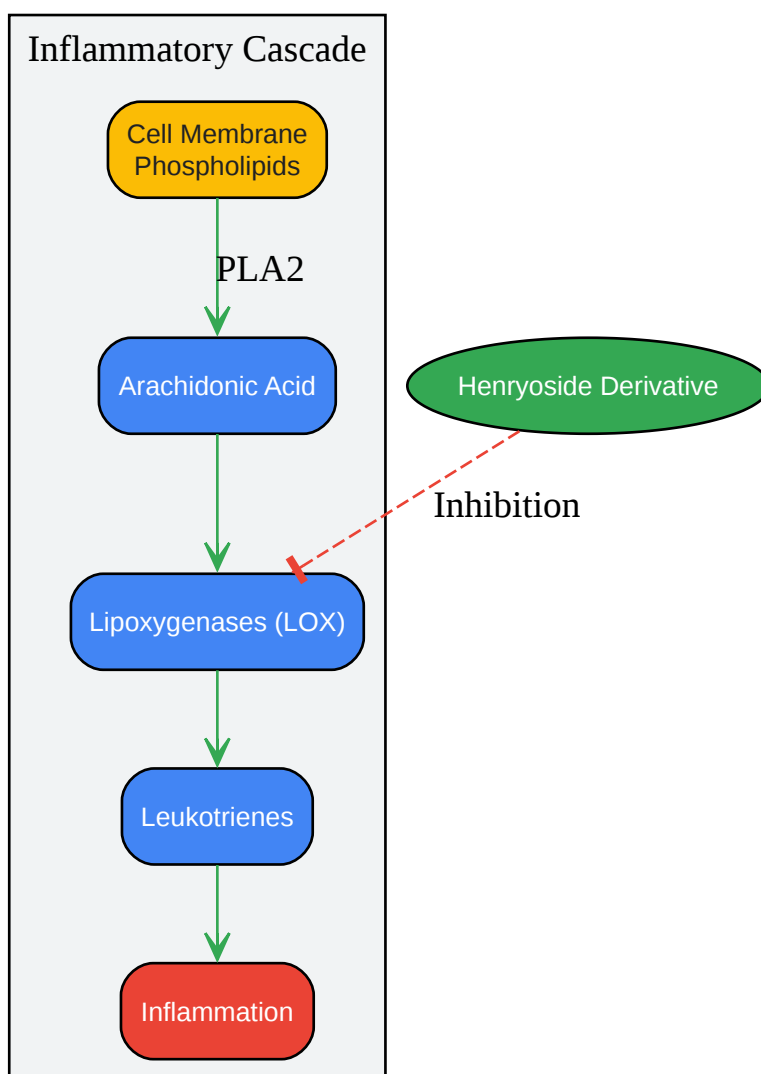 Inflammatory Cascade
Cell Membrane
Phospholipids
PLA2
Arachidonic Acid
Henryoside Derivative
Inhibition
Lipoxygenases (LOX)
Leukotrienes
Inflammation